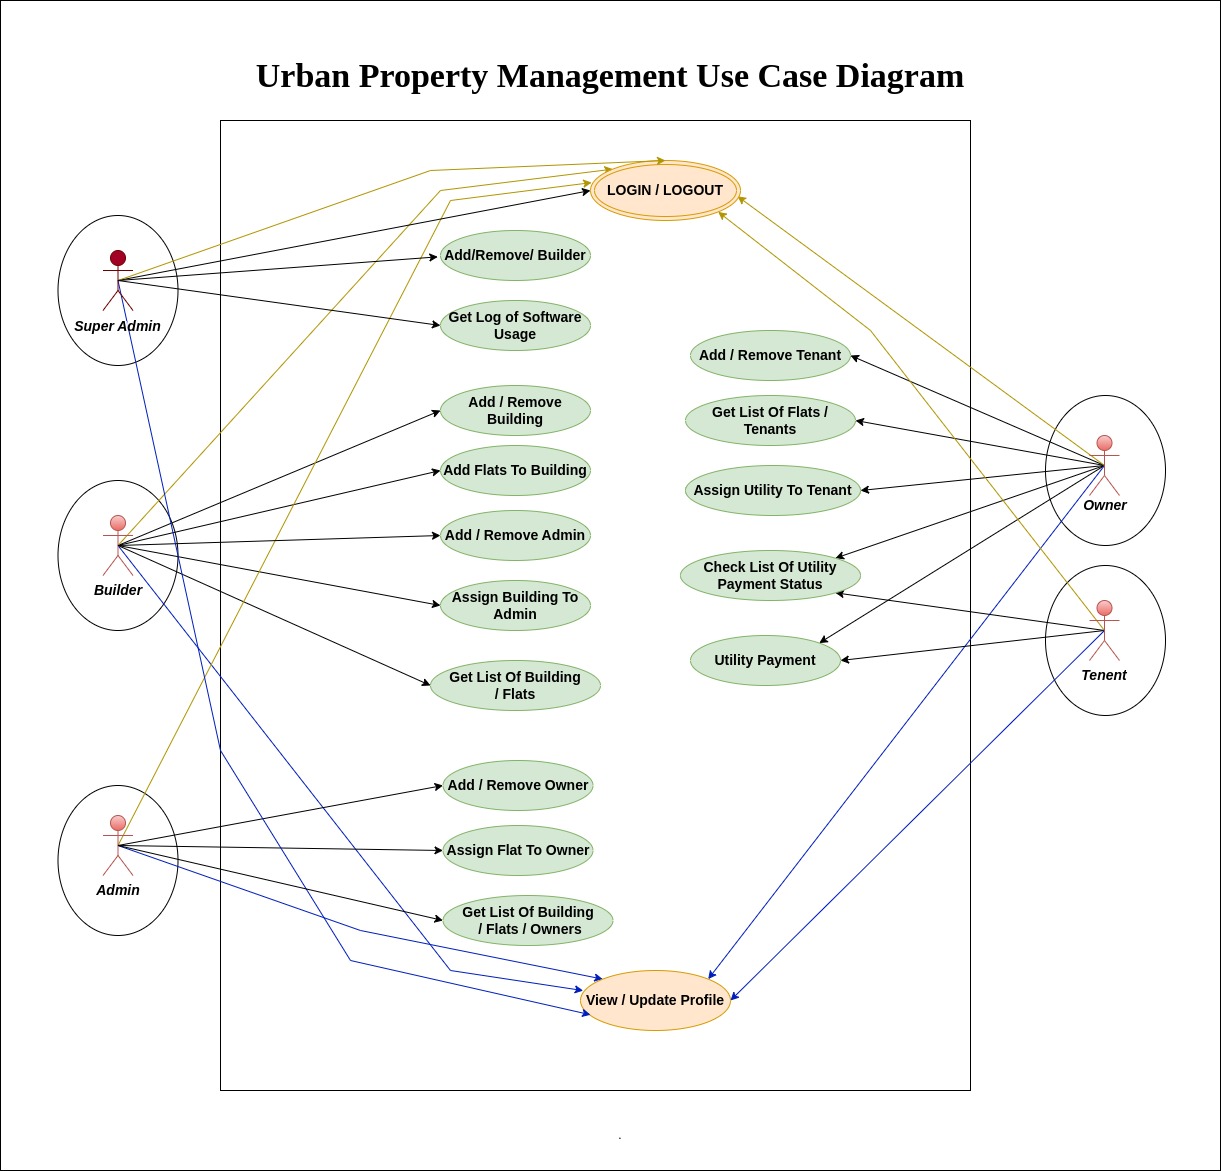 Urban Property Management Use Case Diagram
LOGIN / LOGOUT
Add/Remove/ Builder
Get Log of Software
Usage
Super Admin
Add / Remove
Building
Add Flats To Building
Add / Remove Admin
Assign Building To
Admin
Get List Of Building
/ Flats
Builder
Add / Remove Owner
Assign Flat To Owner
Get List Of Building
/ Flats / Owners
Admin
Add / Remove Tenant
Get List Of Flats /
Tenants
Assign Utility To Tenant
Check List Of Utility
Payment Status
Utility Payment
Owner
Tenent
View / Update Profile
.